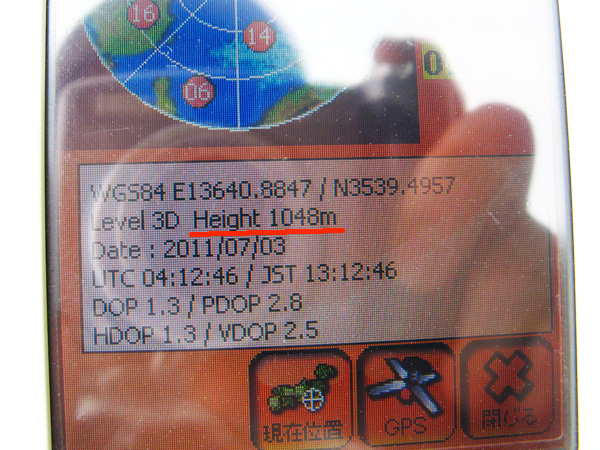 16
14
06
0
WGS84 E13640.8847 / N3539.4957
Level 3D Height 1048m
Date : 2011/07/03
UTC 04:12:46 / JST 13:12:46
DOP 1.3 / PDOP 2.8
HDOP 1.3 / VDOP 2.5
現在位置
GPS
閉じる